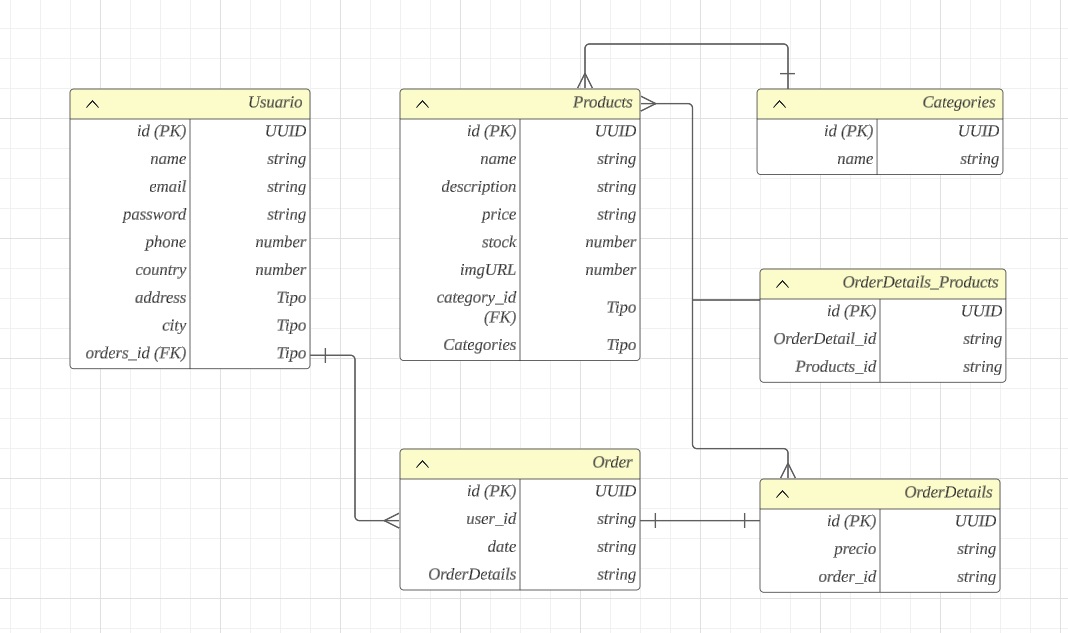 Usuario
id (PK) UUID
name string
email string
password string
phone number
country number
address Tipo
city Tipo
orders_id (FK) Tipo
Products
id (PK) UUID
name string
description string
price string
stock number
imgURL number
category_id
(FK) Tipo
Categories Tipo
Categories
id (PK) UUID
name string
OrderDetails_Products
id (PK) UUID
OrderDetail_id string
Products_id string
Order
id (PK) UUID
user_id string
date string
OrderDetails string
OrderDetails
id (PK) UUID
precio string
order_id string